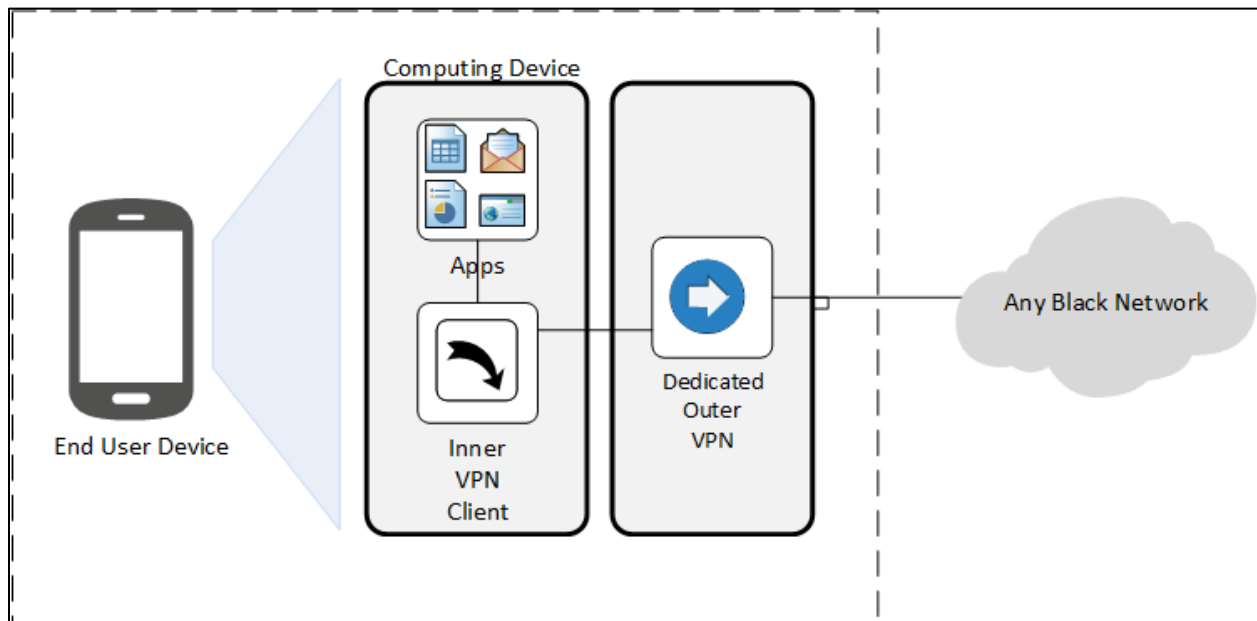 Computing Device
Apps
Inner
VPN
Client
Dedicated
Outer
VPN
End User Device
Any Black Network